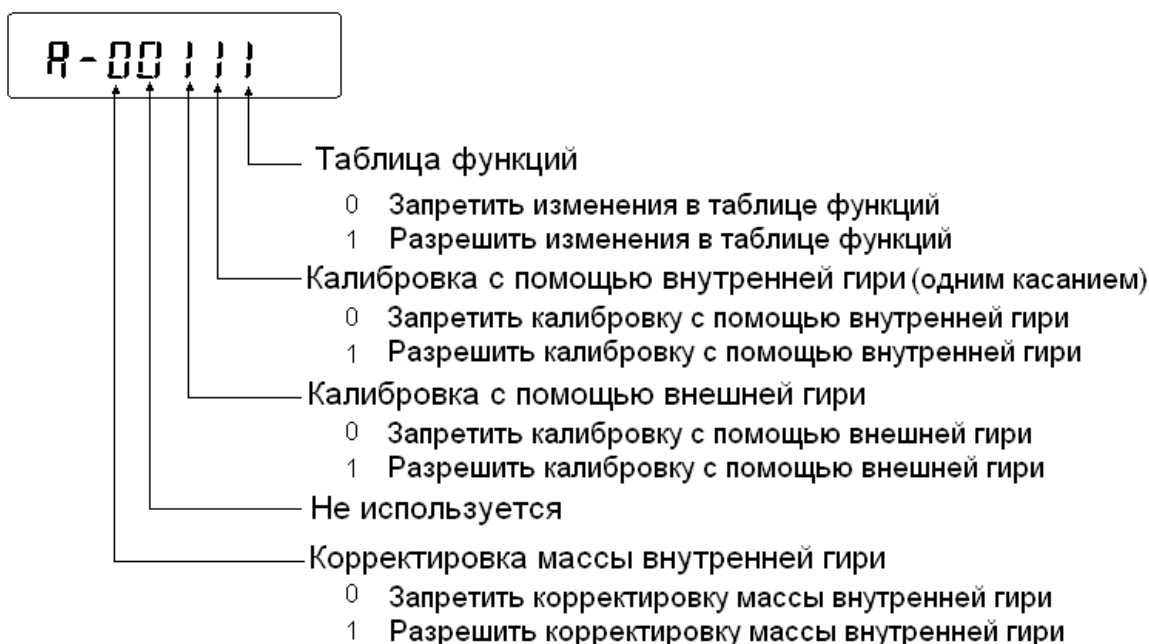 A-00111
Таблица функций
0 Запретить изменения в таблице функций
1 Разрешить изменения в таблице функций
Калибровка с помощью внутренней гири (одним касанием)
0 Запретить калибровку с помощью внутренней гири
1 Разрешить калибровку с помощью внутренней гири
Калибровка с помощью внешней гири
0 Запретить калибровку с помощью внешней гири
1 Разрешить калибровку с помощью внешней гири
Не используется
Корректировка массы внутренней гири
0 Запретить корректировку массы внутренней гири
1 Разрешить корректировку массы внутренней гири